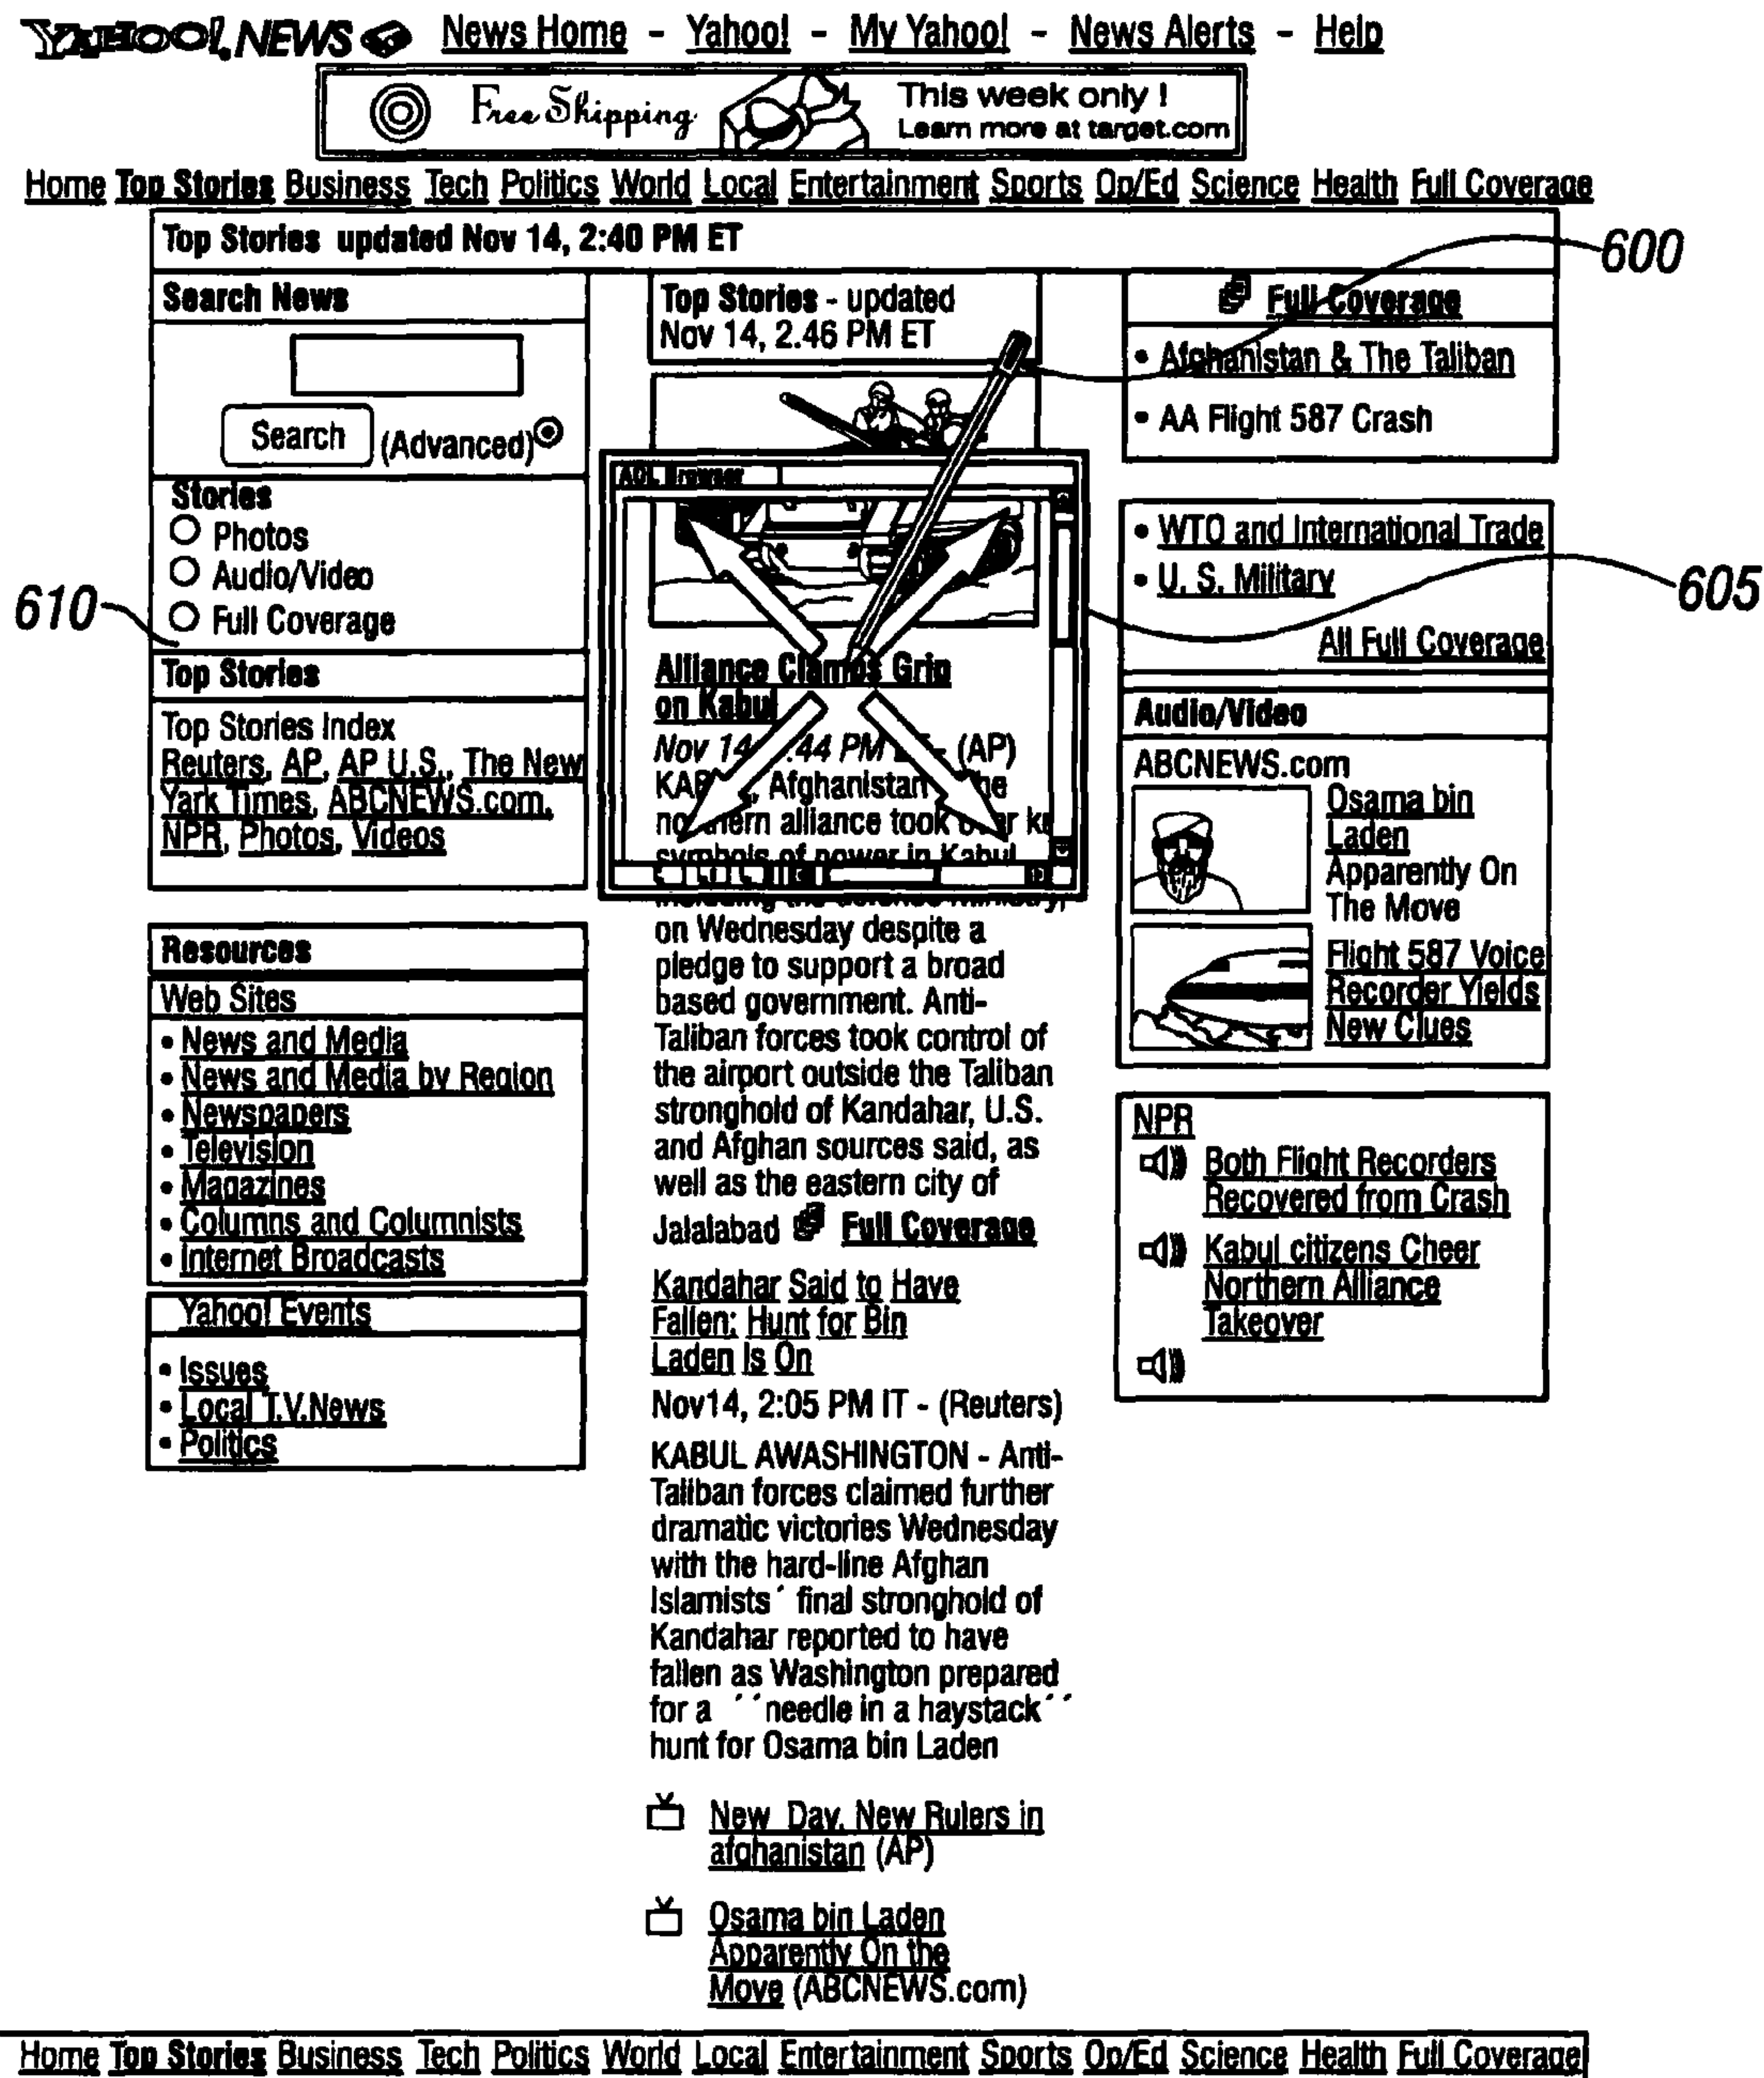 YAHOO! NEWS News Home - Yahoo! - My Yahoo! - News Alerts - Help
Free Shipping This week only !
Learn more at target.com
Home Top Stories Business Tech Politics World Local Entertainment Sports Op/Ed Science Health Full Coverage
Top Stories updated Nov 14, 2:40 PM ET
600
Search News
Search (Advanced)
Stories
Photos
Audio/Video
Full Coverage
610
Top Stories
Top Stories Index
Reuters, AP, AP U.S., The New
Yark Times, ABCNEWS.com,
NPR, Photos, Videos
Resources
Web Sites
• News and Media
• News and Media by Region
• Newspapers
• Television
• Magazines
• Columns and Columnists
• Internet Broadcasts
Yahoo! Events
• Issues
• Local T.V.News
• Politics
Top Stories - updated
Nov 14, 2.46 PM ET
AOL Browser
Alliance Clamps Grip
on Kabul
Nov 14 44 PM - (AP)
Afghanistan
alliance took
symbols of power in Kabul
on Wednesday despite a
pledge to support a broad
based government. Anti-
Taliban forces took control of
the airport outside the Taliban
stronghold of Kandahar, U.S.
and Afghan sources said, as
well as the eastern city of
Jalalabad Full Coverage
Kandahar Said to Have
Fallen: Hunt for Bin
Laden Is On
Nov14, 2:05 PM IT - (Reuters)
KABUL AWASHINGTON - Anti-
Taliban forces claimed further
dramatic victories Wednesday
with the hard-line Afghan
Islamists´ final stronghold of
Kandahar reported to have
fallen as Washington prepared
for a ´´needle in a haystack´´
hunt for Osama bin Laden
New Day, New Rulers in
afghanistan (AP)
Osama bin Laden
Apparently On the
Move (ABCNEWS.com)
Full Coverage
• Afghanistan & The Taliban
• AA Flight 587 Crash
• WTO and International Trade
• U. S. Military
605
All Full Coverage
Audio/Video
ABCNEWS.com
Osama bin
Laden
Apparently On
The Move
Flight 587 Voice
Recorder Yields
New Clues
NPR
Both Flight Recorders
Recovered from Crash
Kabul citizens Cheer
Northern Alliance
Takeover
Home Top Stories Business Tech Politics World Local Entertainment Sports Op/Ed Science Health Full Coverage